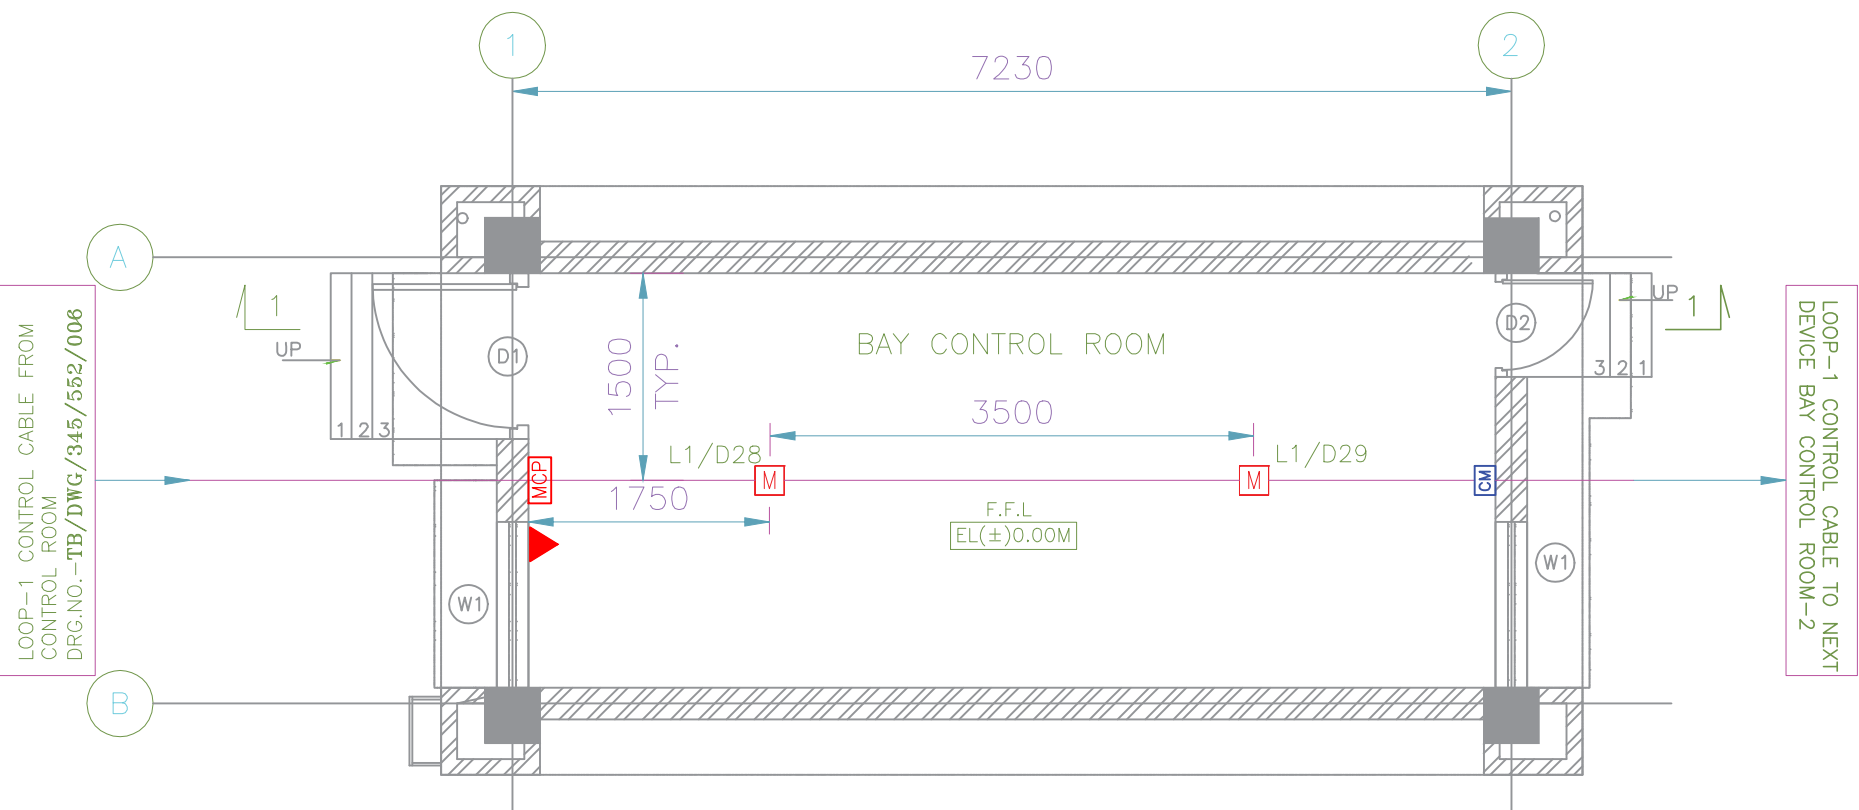 1
2
7230
A
1
UP
D1
1 2 3
1500
TYP.
BAY CONTROL ROOM
3500
L1/D28
L1/D29
MCP
M
M
CM
1750
F.F.L
EL(±)0.00M
D2
UP
1
3 2 1
W1
W1
B
LOOP-1 CONTROL CABLE FROM
CONTROL ROOM
DRG.NO.-TB/DWG/345/552/006
LOOP-1 CONTROL CABLE TO NEXT
DEVICE BAY CONTROL ROOM-2